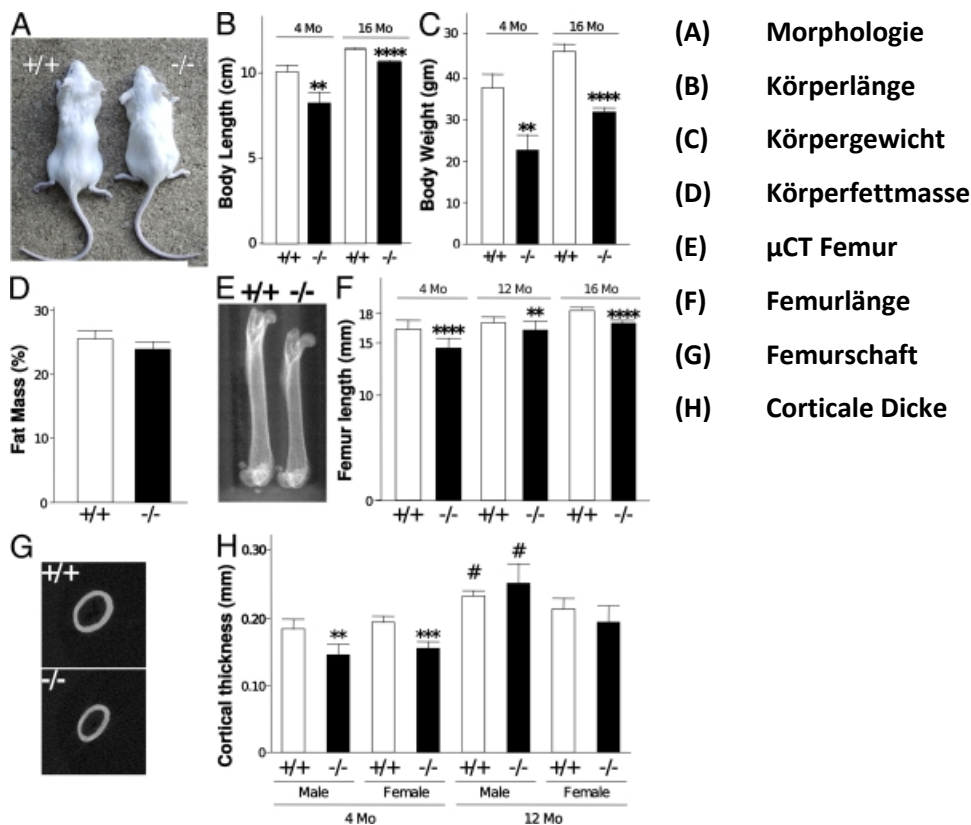 A
+/+
-/-
B
4 Mo
16 Mo
Body Length (cm)
10
5
0
**
****
+/+ -/- +/+ -/-
C
4 Mo
16 Mo
Body Weight (gm)
30
40
30
20
10
0
**
****
+/+ -/- +/+ -/-
(A) Morphologie
(B) Körperlänge
(C) Körpergewicht
(D) Körperfettmasse
(E) µCT Femur
(F) Femurlänge
(G) Femurschaft
(H) Corticale Dicke
D
Fat Mass (%)
30
20
10
0
+/+ -/-
E
+/+ -/-
F
4 Mo
12 Mo
16 Mo
Femur length (mm)
18
15
10
0
****
**
****
+/+ -/- +/+ -/- +/+ -/-
G
+/+
-/-
H
Cortical thickness (mm)
0.30
0.20
0.10
0
**
***
#
#
+/+ -/- +/+ -/- +/+ -/- +/+ -/-
Male Female Male Female
4 Mo 12 Mo